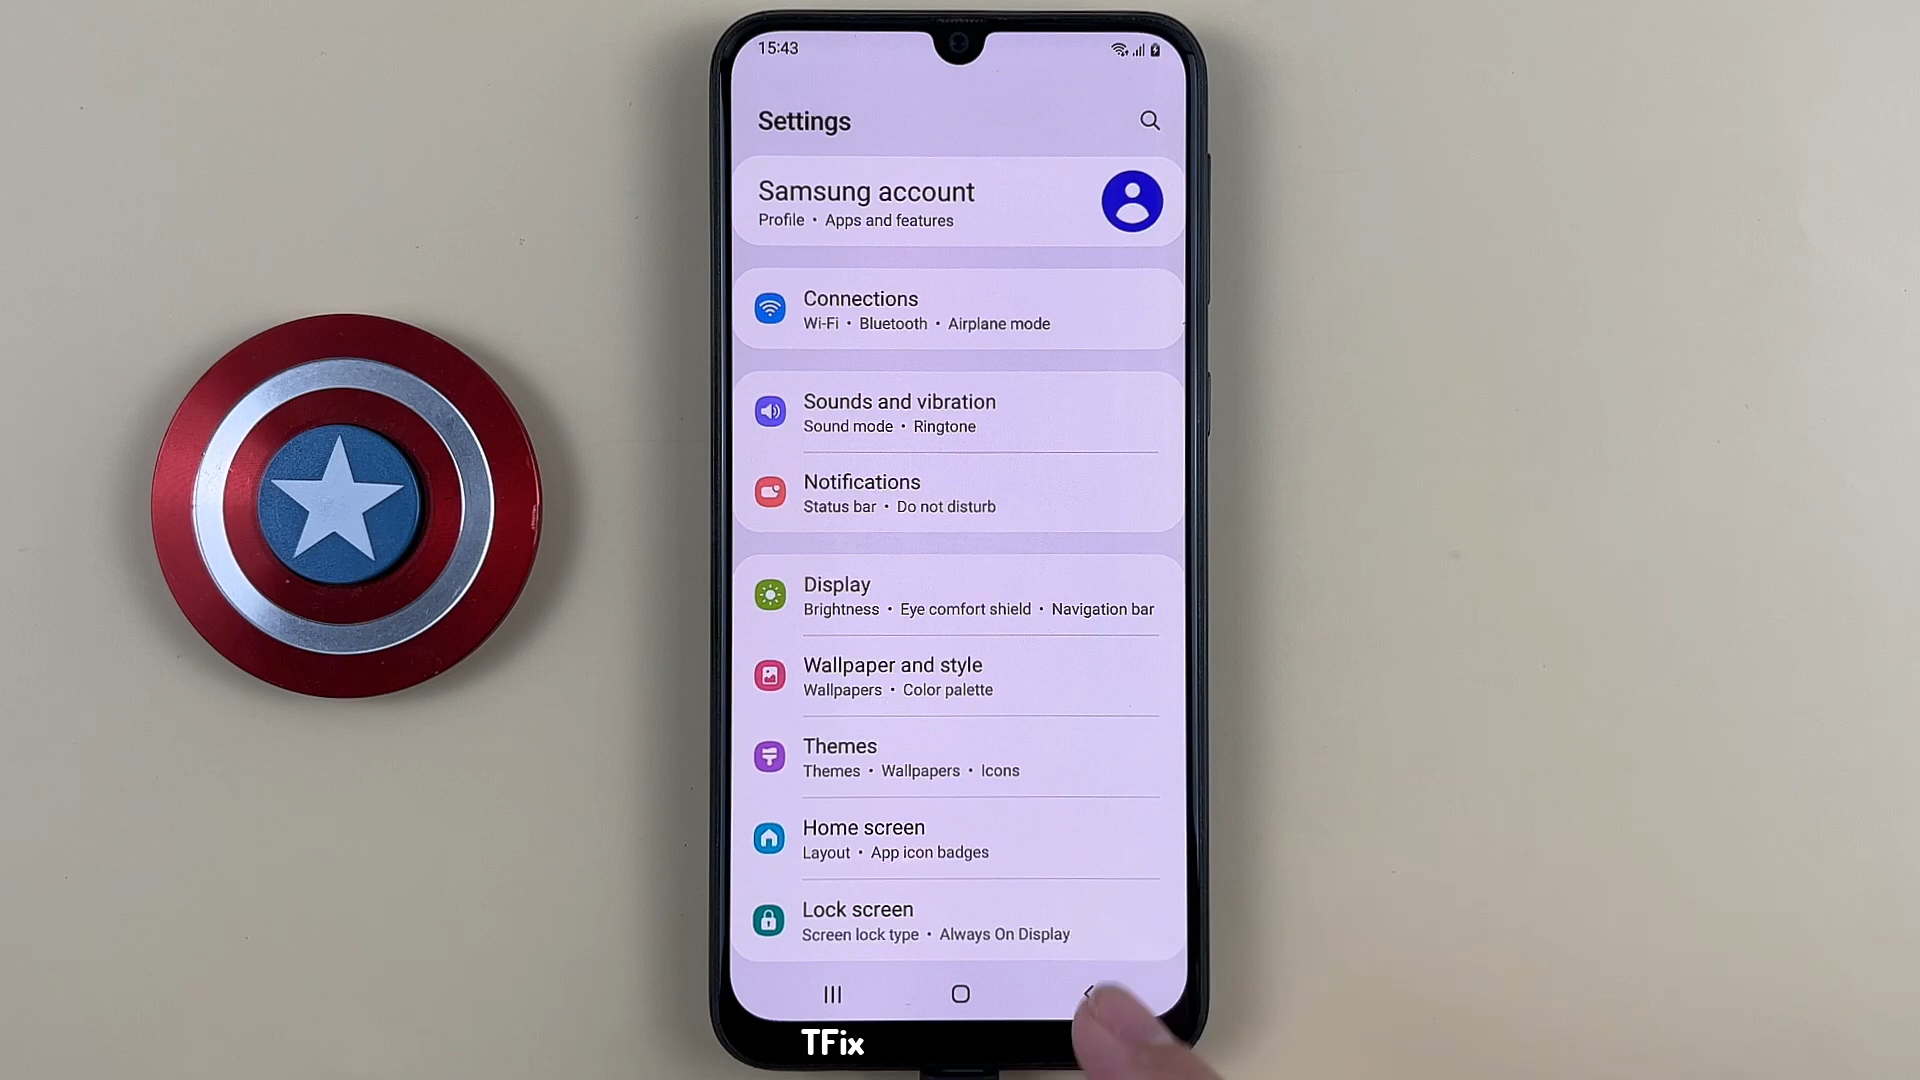 15:43
Settings
Samsung account
Profile • Apps and features
Connections
Wi-Fi • Bluetooth • Airplane mode
Sounds and vibration
Sound mode • Ringtone
Notifications
Status bar • Do not disturb
Display
Brightness • Eye comfort shield • Navigation bar
Wallpaper and style
Wallpapers • Color palette
Themes
Themes • Wallpapers • Icons
Home screen
Layout • App icon badges
Lock screen
Screen lock type • Always On Display
TFix